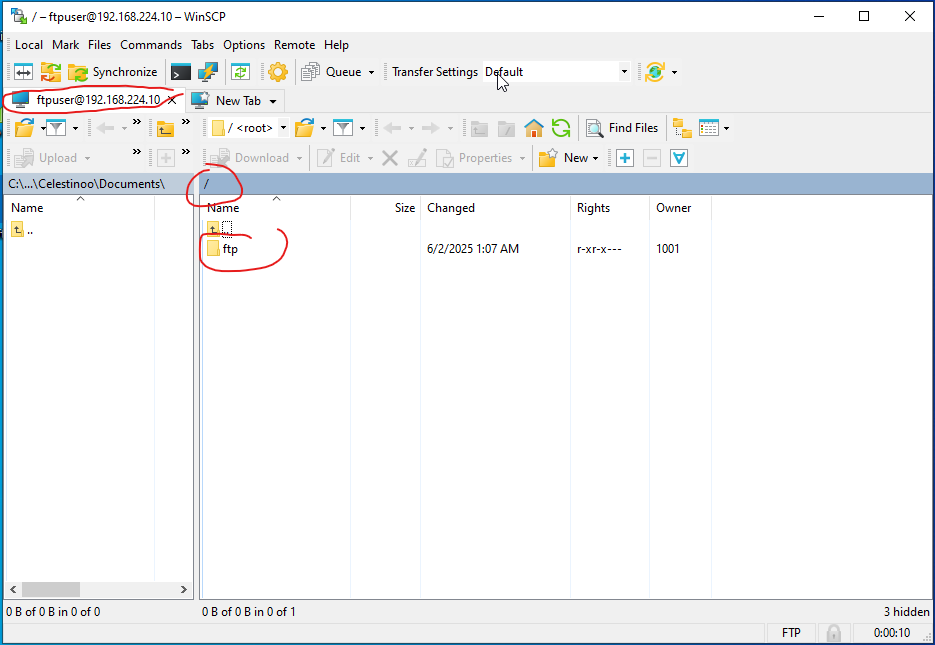 / – ftpuser@192.168.224.10 – WinSCP
Local Mark Files Commands Tabs Options Remote Help
Synchronize Queue Transfer Settings Default
ftpuser@192.168.224.10 × New Tab
» » / <root> Find Files
Upload » » Download Edit Properties New
C:\...\Celestinoo\Documents\ /
Name Name Size Changed Rights Owner
.. ..
ftp 6/2/2025 1:07 AM r-xr-x--- 1001
0 B of 0 B in 0 of 0 0 B of 0 B in 0 of 1 3 hidden
FTP 0:00:10